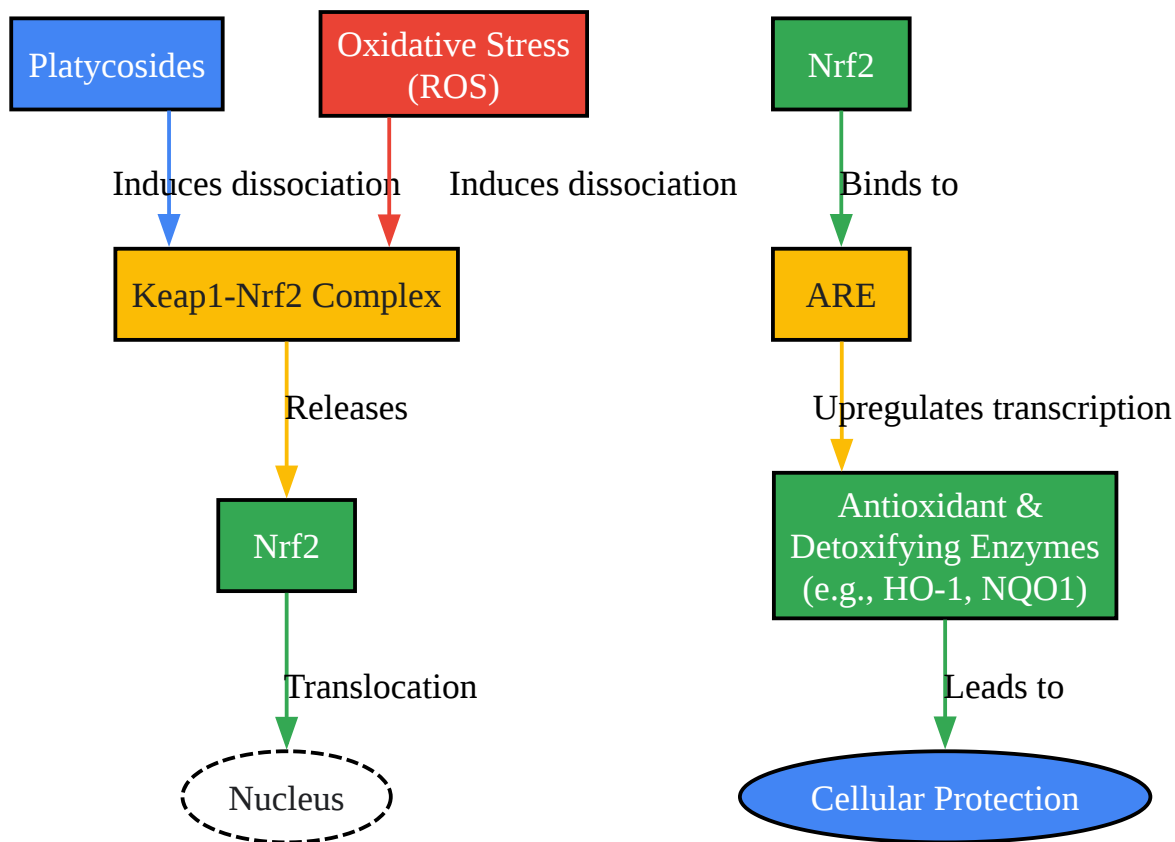 Platycosides
Oxidative Stress
(ROS)
Nrf2
Induces dissociation
Induces dissociation
Binds to
Keap1-Nrf2 Complex
ARE
Releases
Upregulates transcription
Nrf2
Antioxidant &
Detoxifying Enzymes
(e.g., HO-1, NQO1)
Translocation
Leads to
Nucleus
Cellular Protection